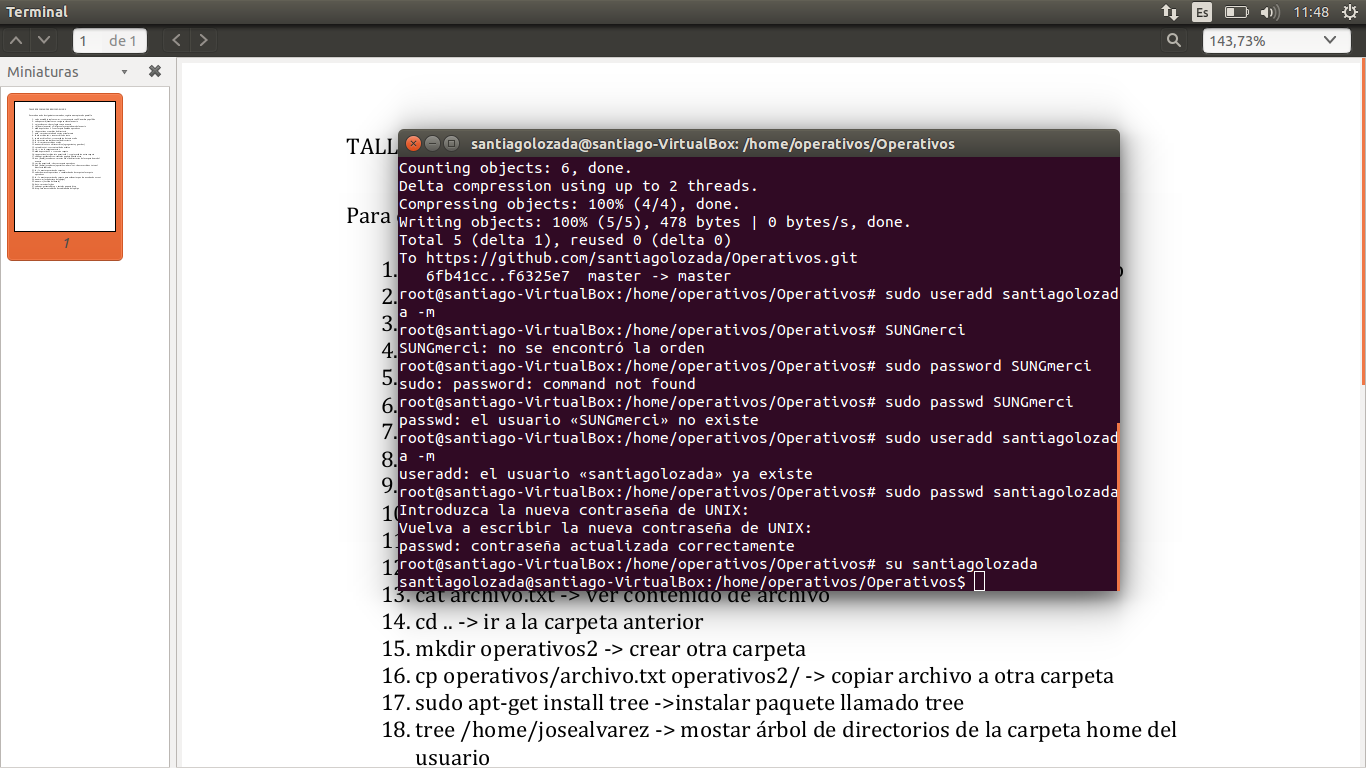 Terminal
Es
11:48
1 de 1
143,73%
Miniaturas
1
TALL
Para
santiagolozada@santiago-VirtualBox: /home/operativos/Operativos
Counting objects: 6, done.
Delta compression using up to 2 threads.
Compressing objects: 100% (4/4), done.
Writing objects: 100% (5/5), 478 bytes | 0 bytes/s, done.
Total 5 (delta 1), reused 0 (delta 0)
To https://github.com/santiagolozada/Operativos.git
   6fb41cc..f6325e7  master -> master
root@santiago-VirtualBox:/home/operativos/Operativos# sudo useradd santiagolozad
a -m
root@santiago-VirtualBox:/home/operativos/Operativos# SUNGmerci
SUNGmerci: no se encontró la orden
root@santiago-VirtualBox:/home/operativos/Operativos# sudo password SUNGmerci
sudo: password: command not found
root@santiago-VirtualBox:/home/operativos/Operativos# sudo passwd SUNGmerci
passwd: el usuario «SUNGmerci» no existe
root@santiago-VirtualBox:/home/operativos/Operativos# sudo useradd santiagolozad
a -m
useradd: el usuario «santiagolozada» ya existe
root@santiago-VirtualBox:/home/operativos/Operativos# sudo passwd santiagolozada
Introduzca la nueva contraseña de UNIX:
Vuelva a escribir la nueva contraseña de UNIX:
passwd: contraseña actualizada correctamente
root@santiago-VirtualBox:/home/operativos/Operativos# su santiagolozada
santiagolozada@santiago-VirtualBox:/home/operativos/Operativos$
1.
2.
3.
4.
5.
6.
7.
8.
9.
10
11
12
13. cat archivo.txt -> ver contenido de archivo
14. cd .. -> ir a la carpeta anterior
15. mkdir operativos2 -> crear otra carpeta
16. cp operativos/archivo.txt operativos2/ -> copiar archivo a otra carpeta
17. sudo apt-get install tree ->instalar paquete llamado tree
18. tree /home/josealvarez -> mostar árbol de directorios de la carpeta home del
usuario